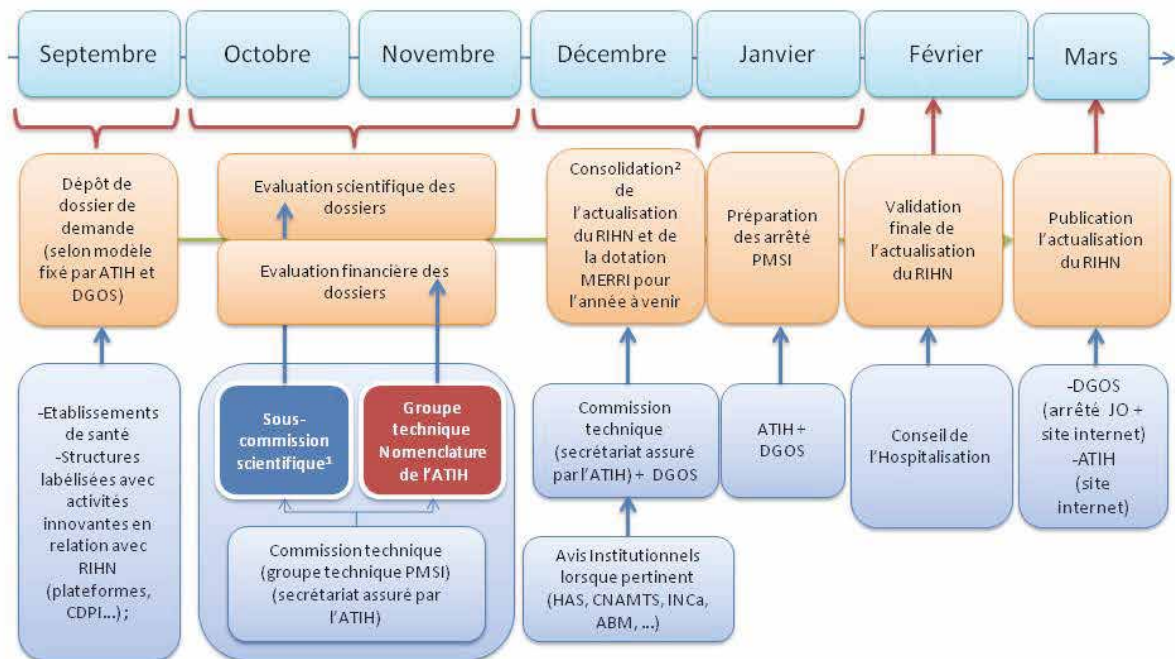 Septembre
Octobre
Novembre
Décembre
Janvier
Février
Mars
Dépôt de
dossier de
demande
(selon modèle
fixé par ATIH et
DGOS)
Evaluation scientifique des
dossiers
Evaluation financière des
dossiers
Consolidation²
de
l'actualisation
du RIHN et de
la dotation
MERRI pour
l'année à venir
Préparation
des arrêté
PMSI
Validation
finale de
l'actualisation
du RIHN
Publication
l'actualisation
du RIHN
-Etablissements
de santé
-Structures
labélisées avec
activités
innovantes en
relation avec
RIHN
(plateformes,
CDPI...) ;
Sous-
commission
scientifique¹
Groupe
technique
Nomenclature
de l'ATIH
Commission technique
(groupe technique PMSI)
(secrétariat assuré par
l'ATIH)
Commission
technique
(secrétariat assuré
par l'ATIH) + DGOS
Avis Institutionnels
lorsque pertinent
(HAS, CNAMTS, INCa,
ABM, ...)
ATIH +
DGOS
Conseil de
l'Hospitalisation
-DGOS
(arrêté JO +
site internet)
-ATIH
(site
internet)